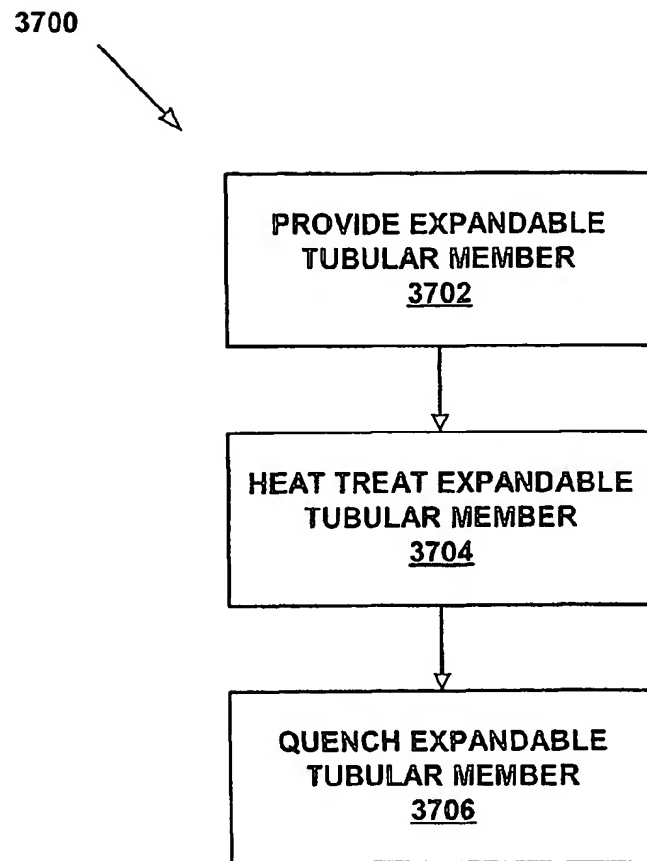 3700
PROVIDE EXPANDABLE
TUBULAR MEMBER
3702
HEAT TREAT EXPANDABLE
TUBULAR MEMBER
3704
QUENCH EXPANDABLE
TUBULAR MEMBER
3706